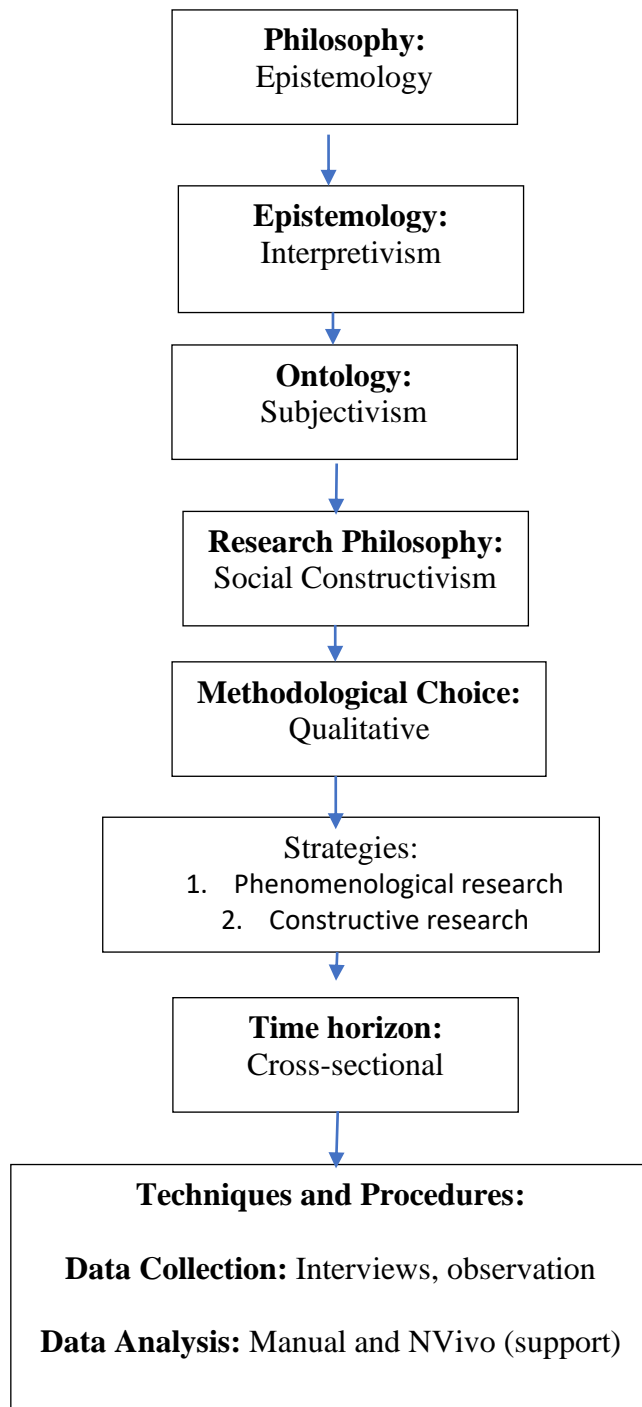 Philosophy:
Epistemology
Epistemology:
Interpretivism
Ontology:
Subjectivism
Research Philosophy:
Social Constructivism
Methodological Choice:
Qualitative
Strategies:
1. Phenomenological research
2. Constructive research
Time horizon:
Cross-sectional
Techniques and Procedures:
Data Collection: Interviews, observation
Data Analysis: Manual and NVivo (support)